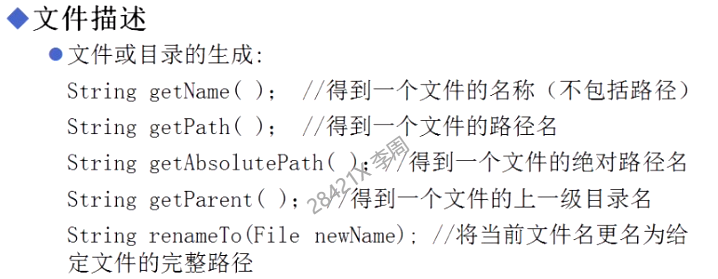 文件描述
文件或目录的生成:
String getName( ); //得到一个文件的名称（不包括路径）
String getPath( ); //得到一个文件的路径名
String getAbsolutePath( ); //得到一个文件的绝对路径名
String getParent( ); //得到一个文件的上一级目录名
String renameTo(File newName); //将当前文件名更名为给
定文件的完整路径
28421X 李周